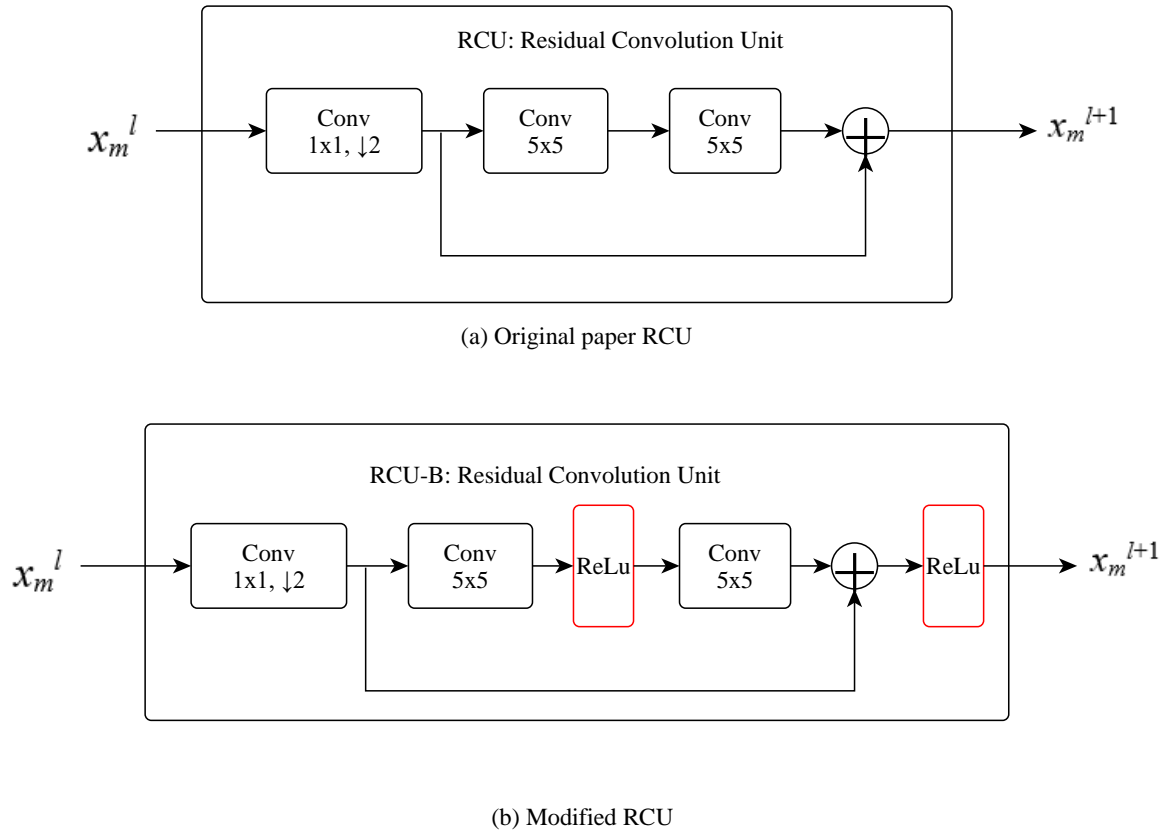 RCU: Residual Convolution Unit
x_m^l
Conv
1x1, ↓2
Conv
5x5
Conv
5x5
x_m^{l+1}
(a) Original paper RCU
RCU-B: Residual Convolution Unit
x_m^l
Conv
1x1, ↓2
Conv
5x5
ReLu
Conv
5x5
ReLu
x_m^{l+1}
(b) Modified RCU